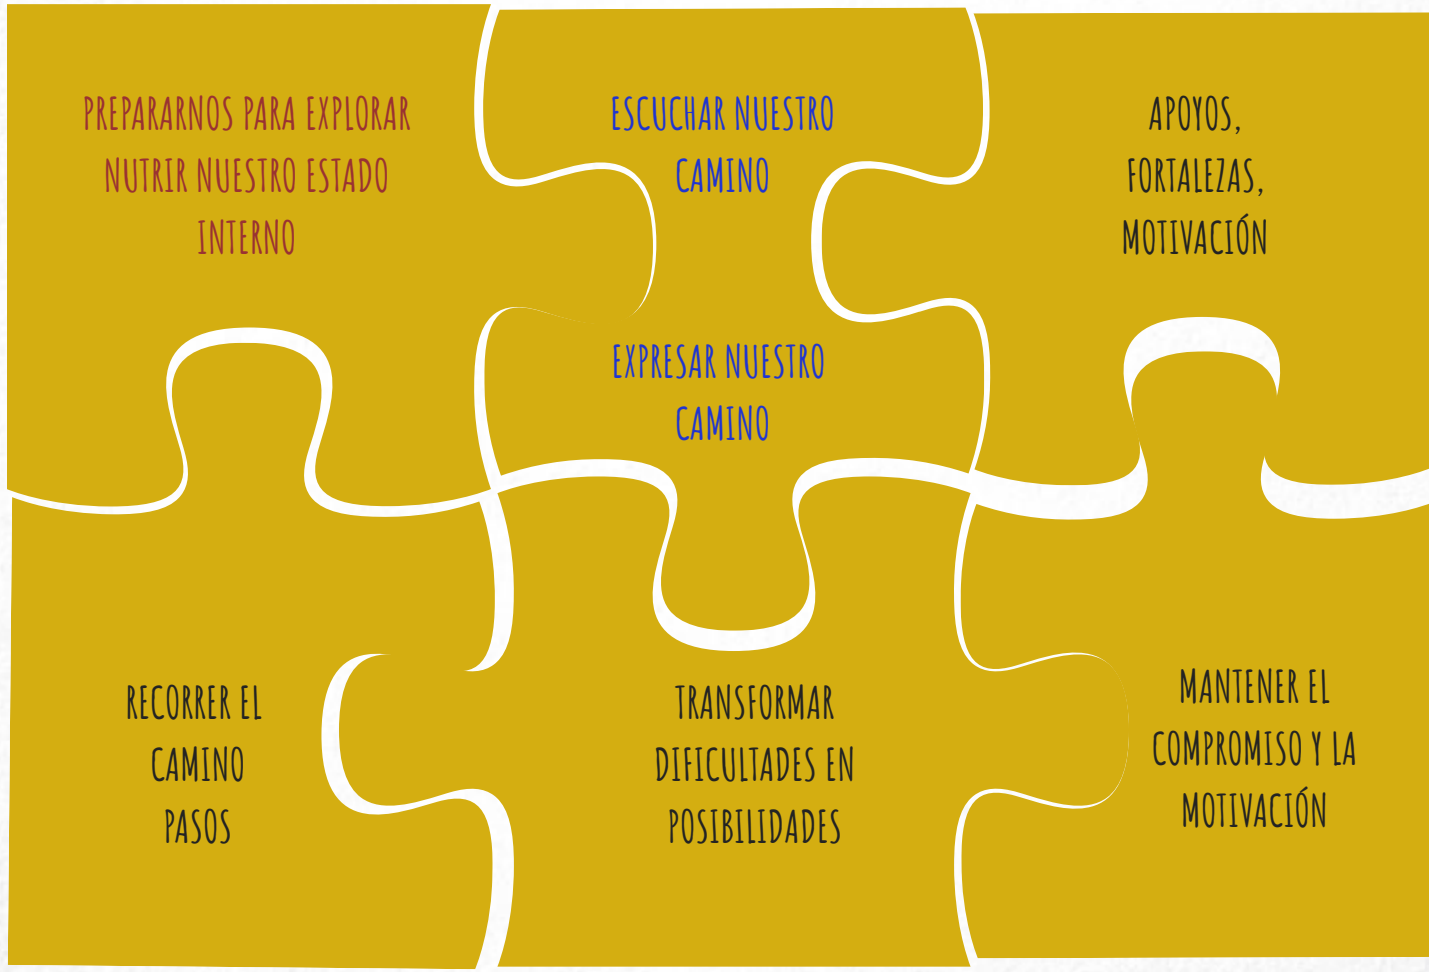 PREPARARNOS PARA EXPLORAR
NUTRIR NUESTRO ESTADO
INTERNO
ESCUCHAR NUESTRO
CAMINO
EXPRESAR NUESTRO
CAMINO
APOYOS,
FORTALEZAS,
MOTIVACIÓN
RECORRER EL
CAMINO
PASOS
TRANSFORMAR
DIFICULTADES EN
POSIBILIDADES
MANTENER EL
COMPROMISO Y LA
MOTIVACIÓN